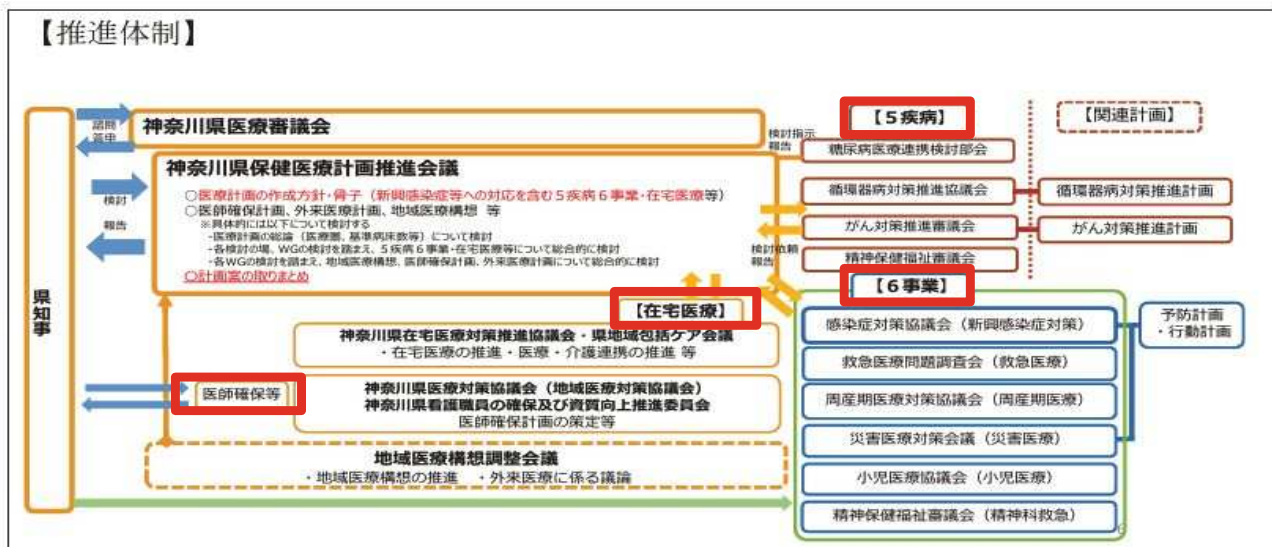 【推進体制】
県知事
諮問
答申
検討
報告
神奈川県医療審議会
神奈川県保健医療計画推進会議
○医療計画の作成方針・骨子（新興感染症等への対応を含む５疾病６事業・在宅医療等）
○医師確保計画、外来医療計画、地域医療構想 等
※具体的には以下について検討する
-医療計画の総論（医療圏、基準病床数等）について検討
-各検討の場、WGの検討を踏まえ、５疾病６事業・在宅医療等について総合的に検討
-各WGの検討を踏まえ、地域医療構想、医師確保計画、外来医療計画について総合的に検討
○計画案の取りまとめ
検討指示
報告
検討依頼
報告
【在宅医療】
神奈川県在宅医療対策推進協議会・県地域包括ケア会議
・在宅医療の推進・医療・介護連携の推進 等
医師確保等
神奈川県医療対策協議会（地域医療対策協議会）
神奈川県看護職員の確保及び資質向上推進委員会
医師確保計画の策定等
地域医療構想調整会議
・地域医療構想の推進　・外来医療に係る議論
【５疾病】
糖尿病医療連携検討部会
循環器病対策推進協議会
がん対策推進審議会
精神保健福祉審議会
【関連計画】
循環器病対策推進計画
がん対策推進計画
【６事業】
感染症対策協議会（新興感染症対策）
救急医療問題調査会（救急医療）
周産期医療対策協議会（周産期医療）
災害医療対策会議（災害医療）
小児医療協議会（小児医療）
精神保健福祉審議会（精神科救急）
予防計画
・行動計画
6